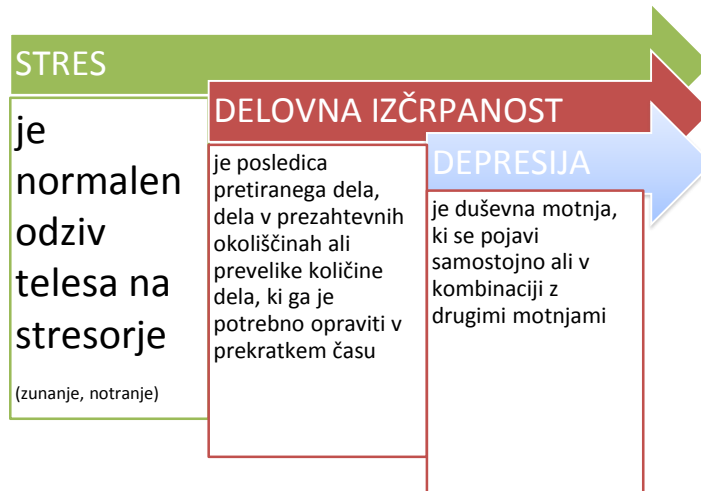 STRES
je
normalen
odziv
telesa na
stresorje
(zunanje, notranje)
DELOVNA IZČRPANOST
je posledica
pretiranega dela,
dela v prezahtevnih
okoliščinah ali
prevelike količine
dela, ki ga je
potrebno opraviti v
prekratkem času
DEPRESIJA
je duševna motnja,
ki se pojavi
samostojno ali v
kombinaciji z
drugimi motnjami